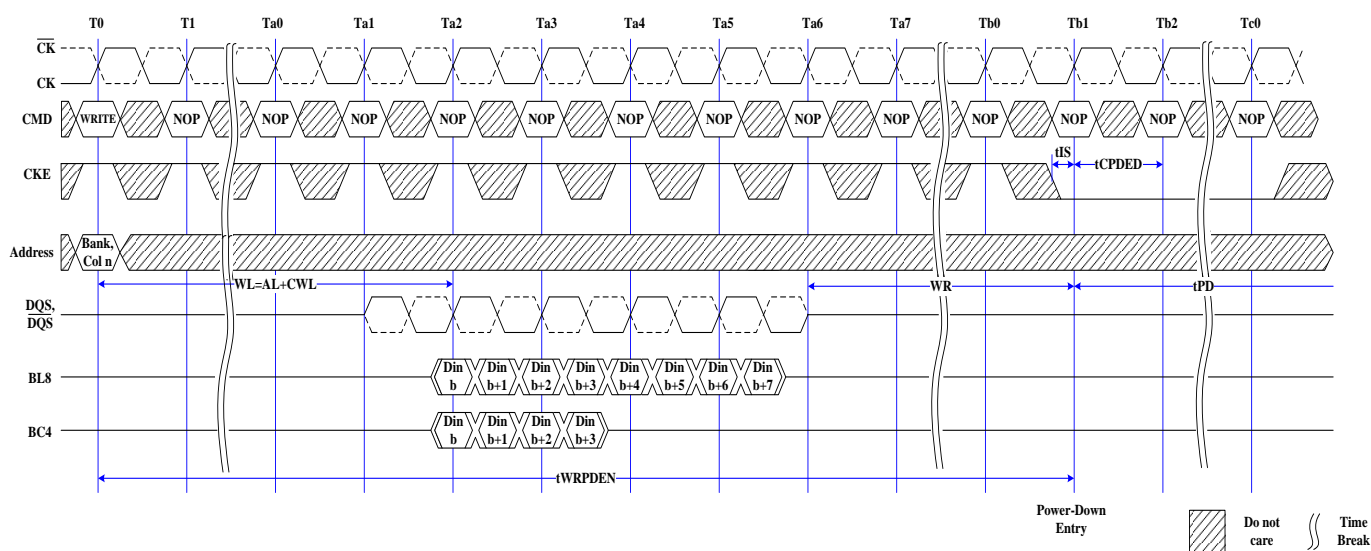 T0 T1 Ta0 Ta1 Ta2 Ta3 Ta4 Ta5 Ta6 Ta7 Tb0 Tb1 Tb2 Tc0
CK
CK
CMD WRITE NOP NOP NOP NOP NOP NOP NOP NOP NOP NOP NOP NOP NOP
tIS
CKE tCPDED
Address Bank,
Col n
WL=AL+CWL WR tPD
DQS,
DQS
BL8 Din
b Din
b+1 Din
b+2 Din
b+3 Din
b+4 Din
b+5 Din
b+6 Din
b+7
BC4 Din
b Din
b+1 Din
b+2 Din
b+3
tWRPDEN
Power-Down
Entry
Do not
care
Time
Break